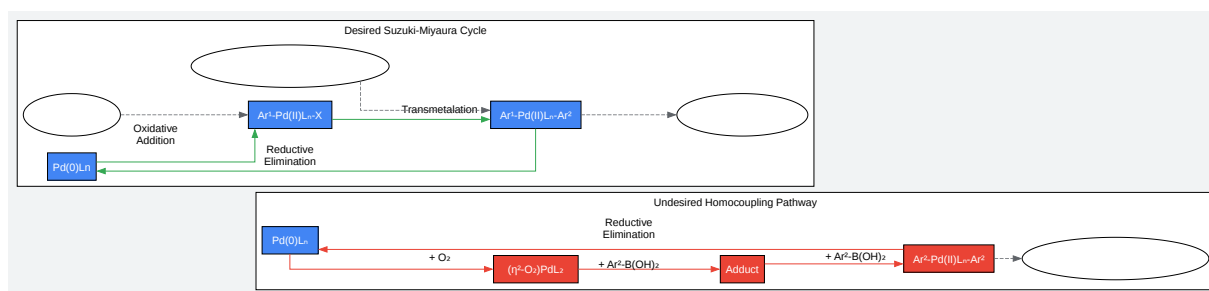 Desired Suzuki-Miyaura Cycle
Ar¹-Pd(II)Lₙ-X
Transmetalation
Ar¹-Pd(II)Lₙ-Ar²
Oxidative
Addition
Reductive
Elimination
Pd(0)Ln
Undesired Homocoupling Pathway
Reductive
Elimination
Pd(0)Lₙ
+ O₂
(η²-O₂)PdL₂
+ Ar²-B(OH)₂
Adduct
+ Ar²-B(OH)₂
Ar²-Pd(II)Lₙ-Ar²